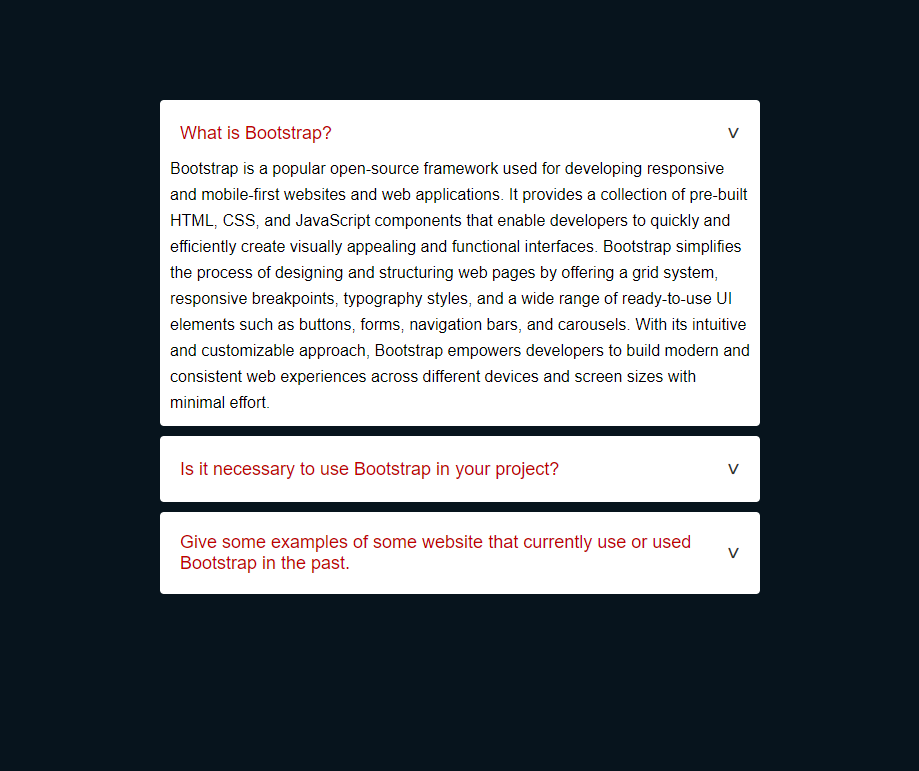 What is Bootstrap? v
Bootstrap is a popular open-source framework used for developing responsive
and mobile-first websites and web applications. It provides a collection of pre-built
HTML, CSS, and JavaScript components that enable developers to quickly and
efficiently create visually appealing and functional interfaces. Bootstrap simplifies
the process of designing and structuring web pages by offering a grid system,
responsive breakpoints, typography styles, and a wide range of ready-to-use UI
elements such as buttons, forms, navigation bars, and carousels. With its intuitive
and customizable approach, Bootstrap empowers developers to build modern and
consistent web experiences across different devices and screen sizes with
minimal effort.
Is it necessary to use Bootstrap in your project? v
Give some examples of some website that currently use or used v
Bootstrap in the past.